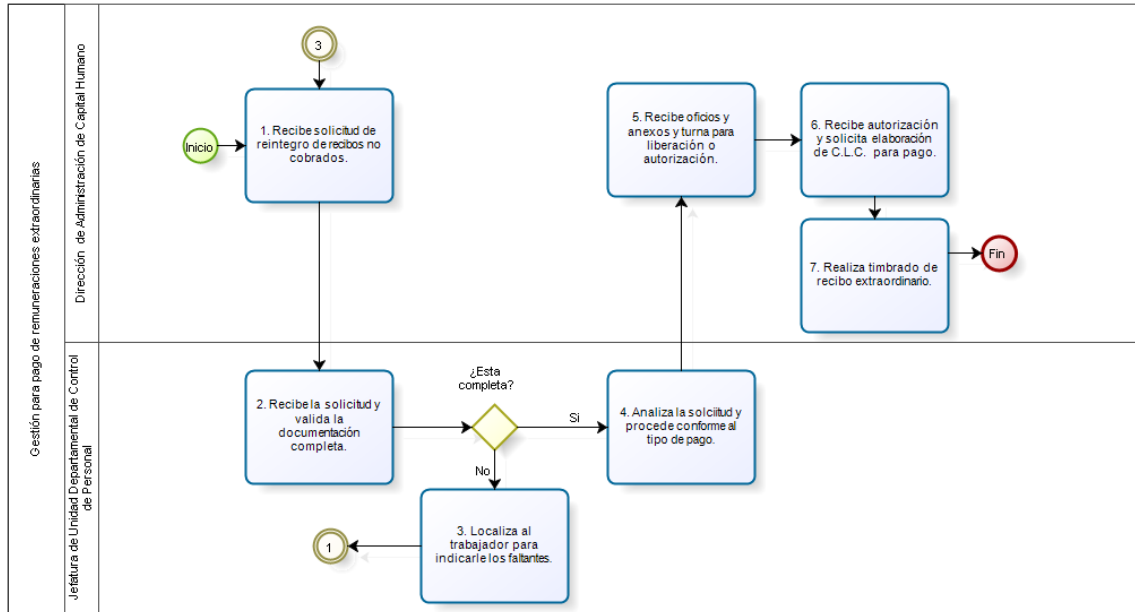 Gestión para pago de remuneraciones extraordinarias
Dirección de Administración de Capital Humano
3
Inicio
1. Recibe solicitud de
reintegro de recibos no
cobrados.
5. Recibe oficios y
anexos y turna para
liberación o
autorización.
6. Recibe autorización
y solicita elaboración
de C.L.C. para pago.
7. Realiza timbrado de
recibo extraordinario.
Fin
Jefatura de Unidad Departamental de Control
de Personal
2. Recibe la solicitud y
valida la
documentación
completa.
¿Esta
completa?
Si
No
4. Analiza la solciitud y
procede conforme al
tipo de pago.
3. Localiza al
trabajador para
indicarle los faltantes.
1